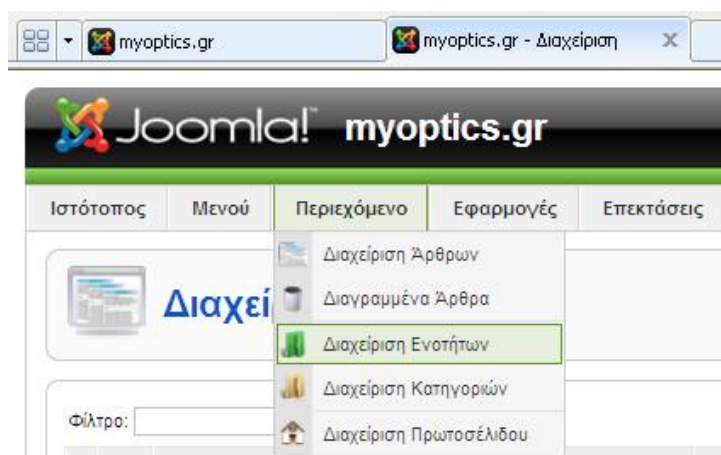 myoptics.gr myoptics.gr - Διαχείριση
Joomla! myoptics.gr
Ιστότοπος Μενού Περιεχόμενο Εφαρμογές Επεκτάσεις
Διαχείριση Άρθρων
Διαγραμμένα Άρθρα
Διαχεί
Διαχείριση Ενοτήτων
Διαχείριση Κατηγοριών
Φίλτρο:
Διαχείριση Πρωτοσέλιδου